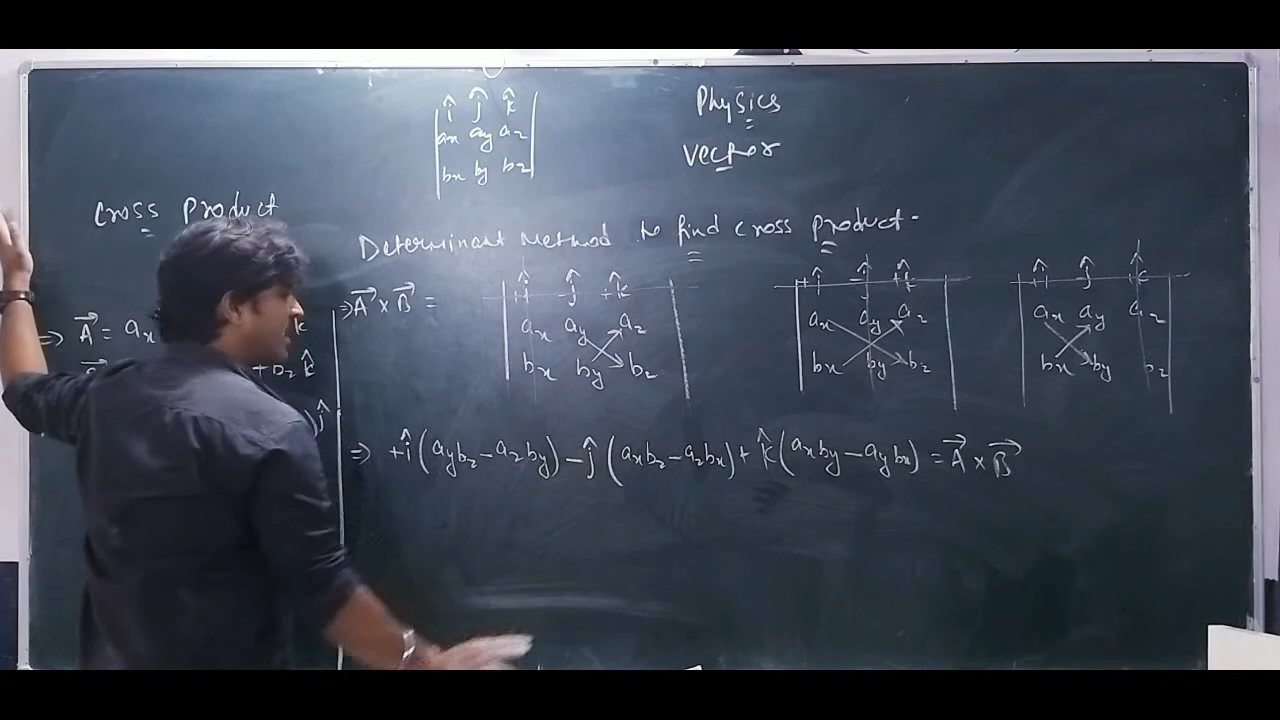 Physics
Vector
î ĵ k̂
ax ay az
bx by bz
Cross Product
⇒ A⃗ = ax
k̂
+ bz k̂
) ĵ
Determinant Method to find cross product-
⇒ A⃗ × B⃗ =
+î -ĵ +k̂
ax ay az
bx by bz
+î -ĵ +k̂
ax ay az
bx by bz
+î ĵ +k̂
ax ay az
bx by bz
⇒ +î (aybz - azby) - ĵ (axbz - azbx) + k̂ (axby - aybx) = A⃗ × B⃗